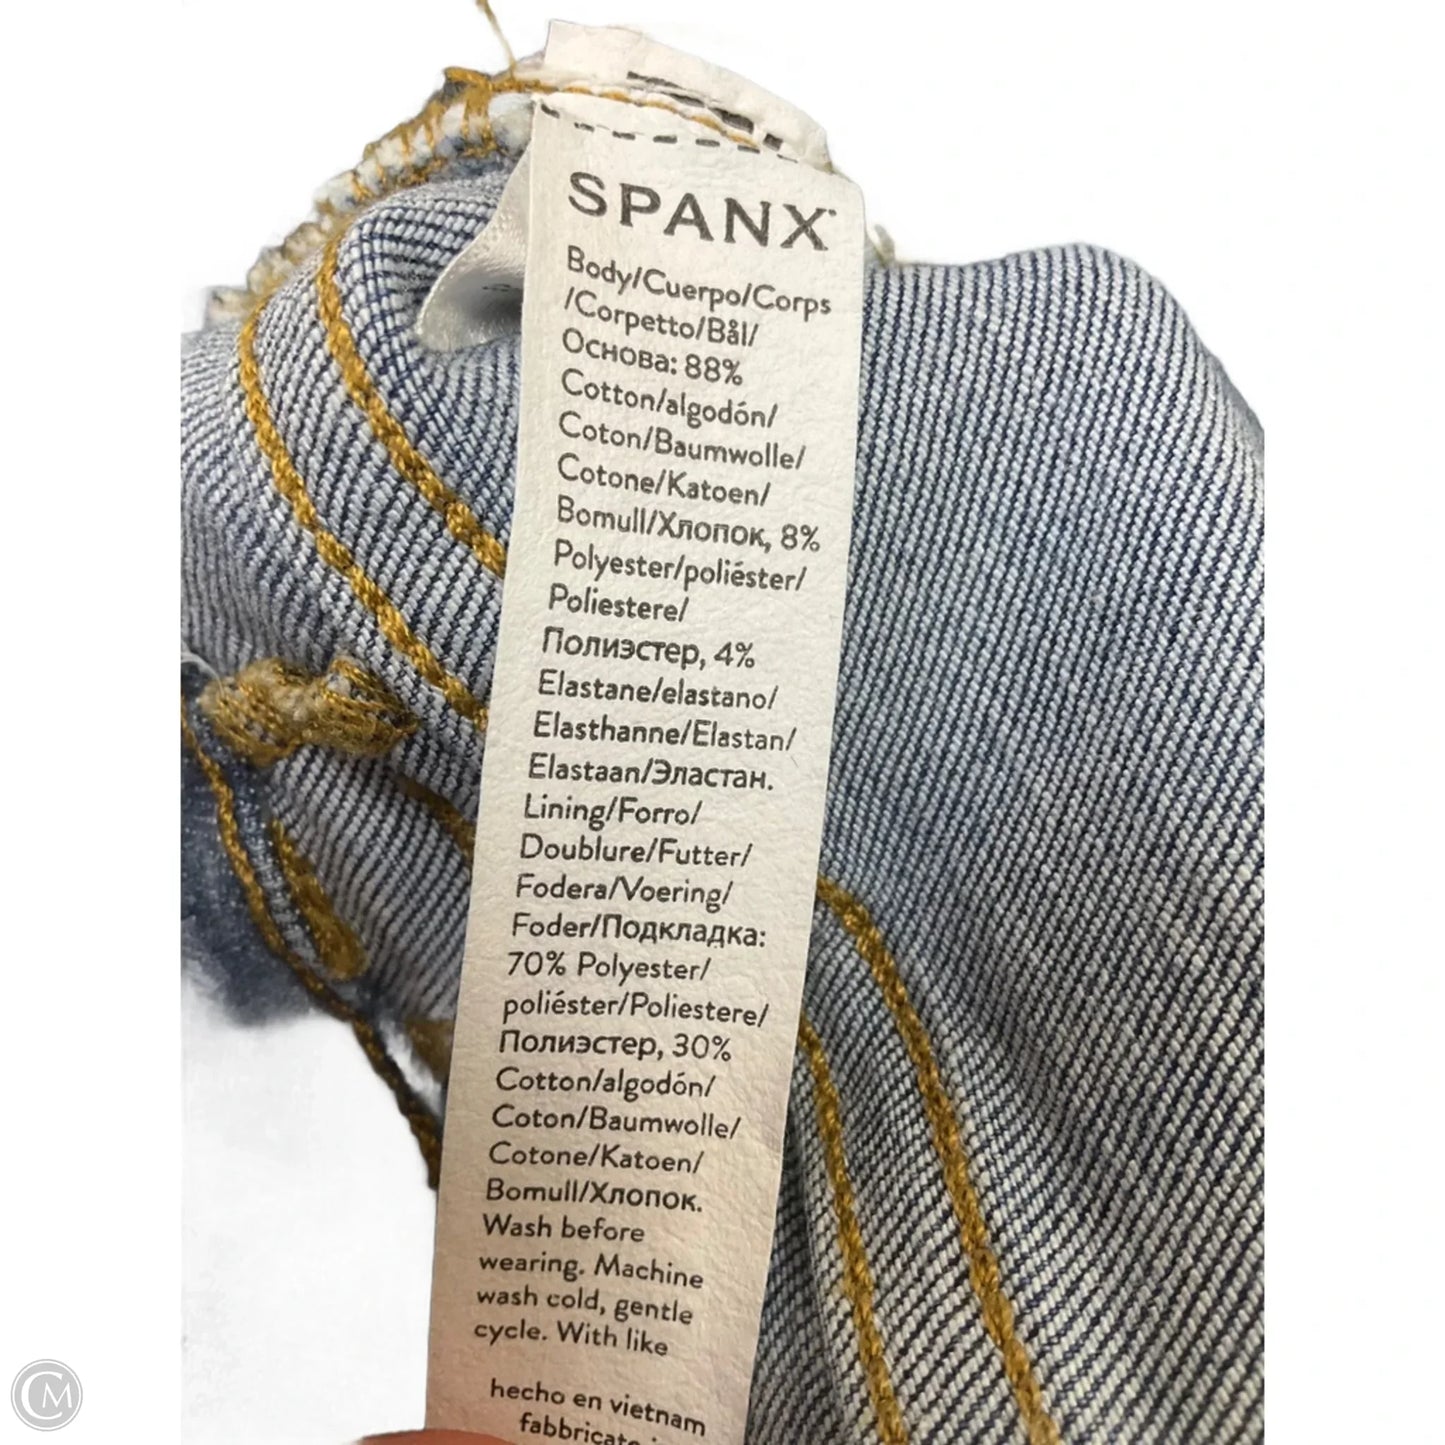 SPANX
Body/Cuerpo/Corps
/Corpetto/Bål/
Основа: 88%
Cotton/algodón/
Coton/Baumwolle/
Cotone/Katoen/
Bomull/Хлопок, 8%
Polyester/poliéster/
Poliestere/
Полиэстер, 4%
Elastane/elastano/
Elasthanne/Elastan/
Elastaan/Эластан.
Lining/Forro/
Doublure/Futter/
Fodera/Voering/
Foder/Подкладка:
70% Polyester/
poliéster/Poliestere/
Полиэстер, 30%
Cotton/algodón/
Coton/Baumwolle/
Cotone/Katoen/
Bomull/Хлопок.
Wash before
wearing. Machine
wash cold, gentle
cycle. With like
hecho en vietnam
CM